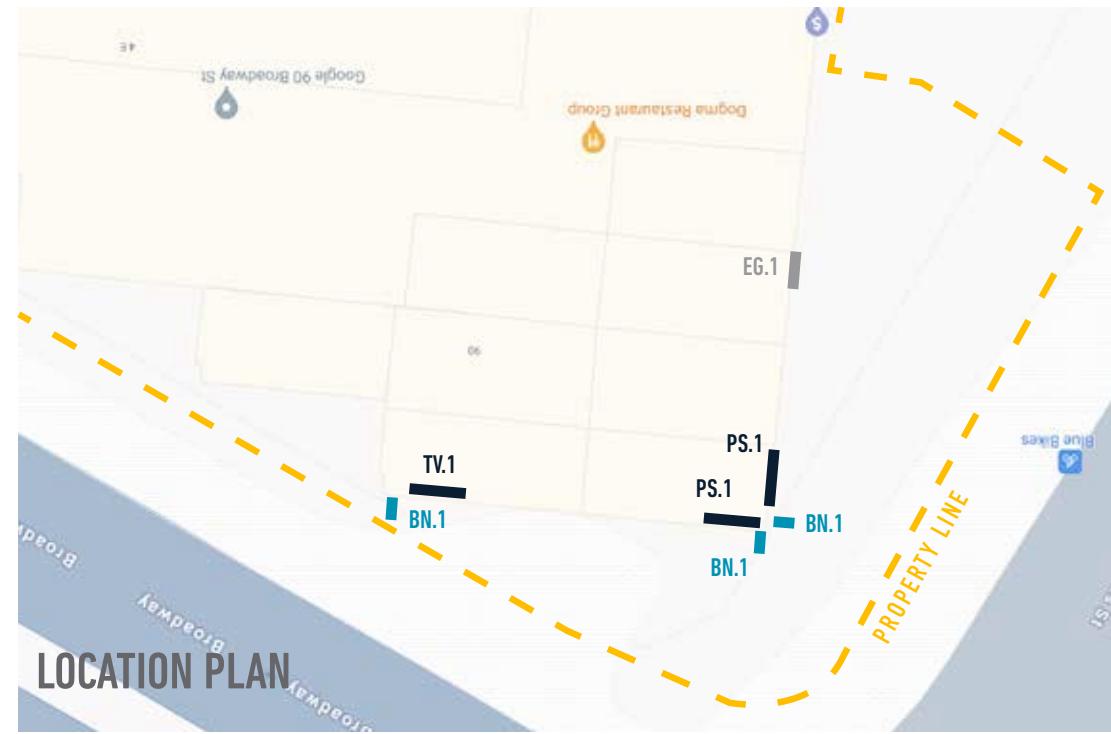 4E
Google 90 Broadway St
$
Dogma Restaurant Group
EG.1
90
TV.1
PS.1
PS.1
BN.1
BN.1
BN.1
Blue Bikes
PROPERTY LINE
Broadway
Broadway
Broadway
LOCATION PLAN